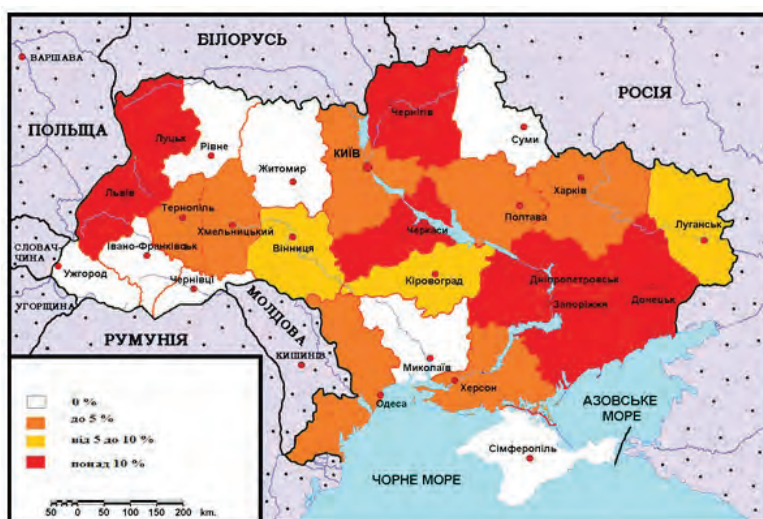 БІЛОРУСЬ
ВАРШАВА
РОСІЯ
ПОЛЬЩА
Луцьк
Рівне
Житомир
КИЇВ
Чернігів
Суми
Львів
Тернопіль
Хмельницький
Вінниця
Черкаси
Полтава
Харків
Луганськ
СЛОВАЧ-
ЧИНА
Івано-Франківськ
Ужгород
Чернівці
Кіровоград
Дніпропетровськ
Запоріжжя
Донецьк
УГОРЩИНА
РУМУНІЯ
МОЛДОВА
КИШИНІВ
Миколаїв
Херсон
Одеса
АЗОВСЬКЕ
МОРЕ
Сімферополь
ЧОРНЕ МОРЕ
0 %
до 5 %
від 5 до 10 %
понад 10 %
50 0 50 100 150 200 km.